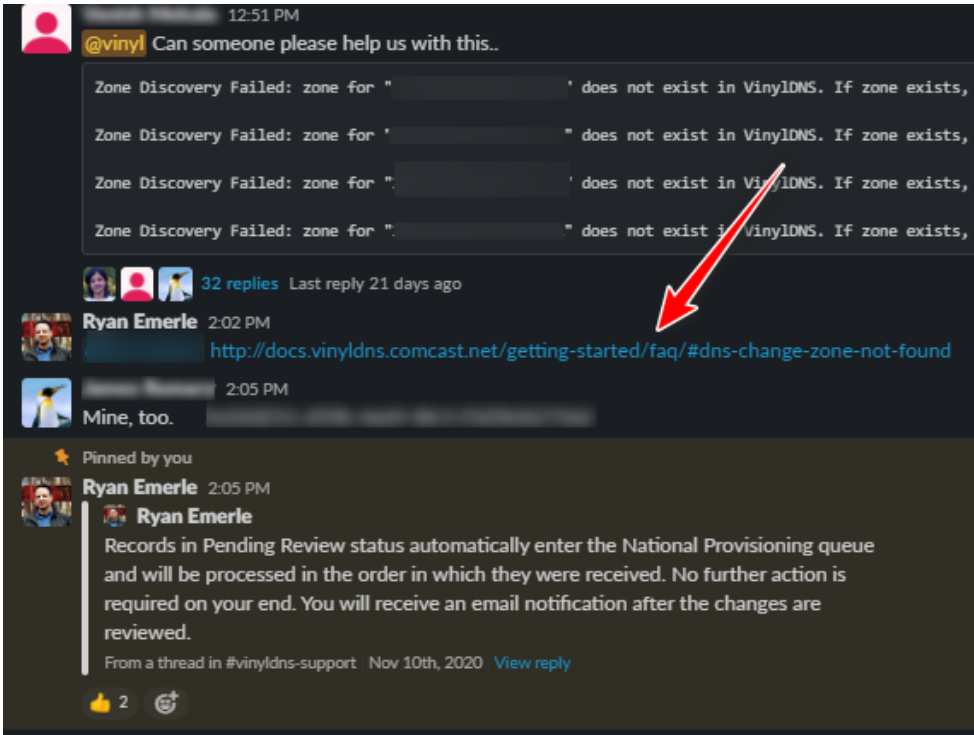 12:51 PM
@vinyl Can someone please help us with this..
Zone Discovery Failed: zone for " ' does not exist in VinylDNS. If zone exists,
Zone Discovery Failed: zone for ' " does not exist in VinylDNS. If zone exists,
Zone Discovery Failed: zone for " ' does not exist in VinylDNS. If zone exists,
Zone Discovery Failed: zone for " " does not exist in VinylDNS. If zone exists,
32 replies Last reply 21 days ago
Ryan Emerle 2:02 PM
http://docs.vinyldns.comcast.net/getting-started/faq/#dns-change-zone-not-found
2:05 PM
Mine, too.
Pinned by you
Ryan Emerle 2:05 PM
Ryan Emerle
Records in Pending Review status automatically enter the National Provisioning queue
and will be processed in the order in which they were received. No further action is
required on your end. You will receive an email notification after the changes are
reviewed.
From a thread in #vinyldns-support Nov 10th, 2020 View reply
2